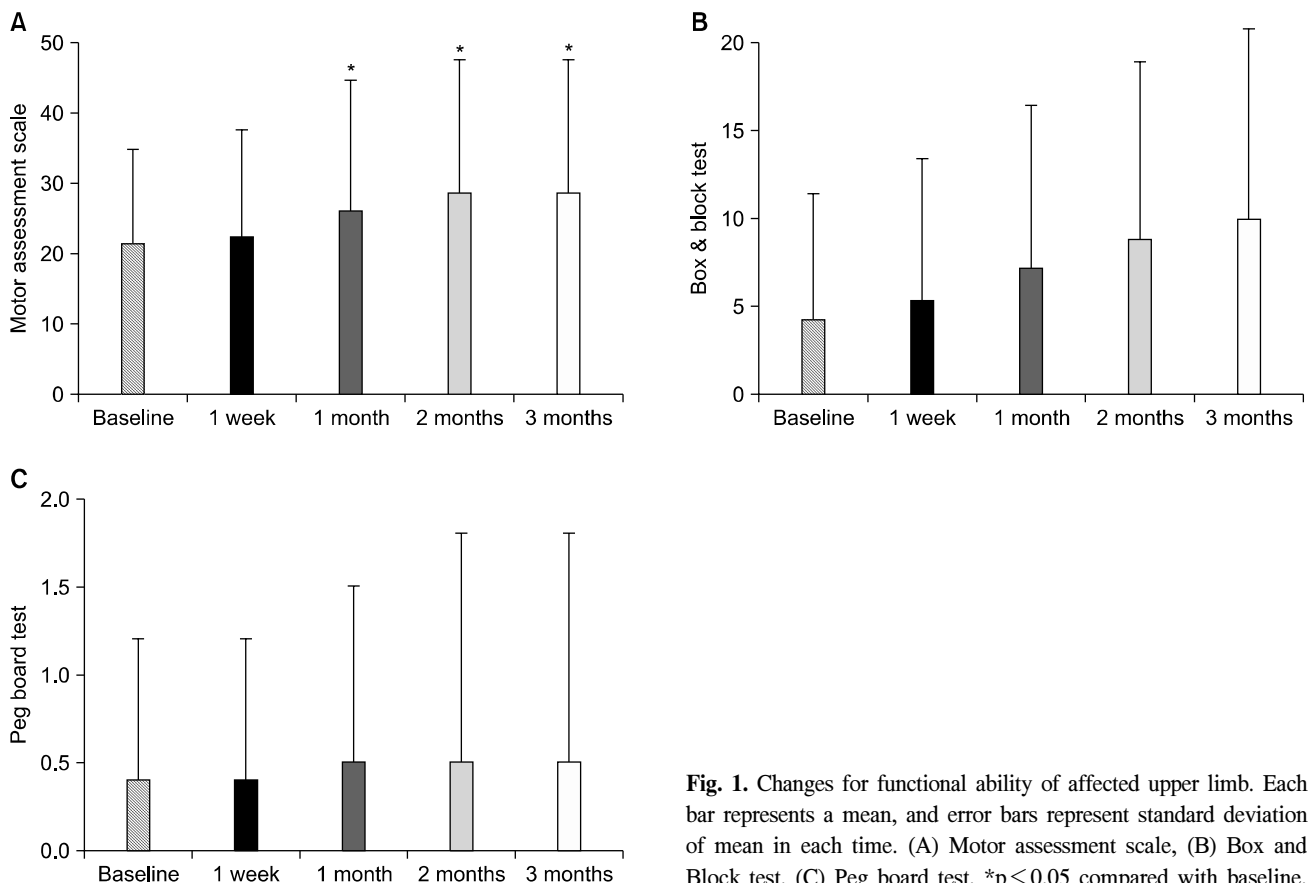 A
50
40
30
20
10
0
Motor assessment scale
*
*
*
Baseline 1 week 1 month 2 months 3 months
B
20
15
10
5
0
Box & block test
Baseline 1 week 1 month 2 months 3 months
C
2.0
1.5
1.0
0.5
0.0
Peg board test
Baseline 1 week 1 month 2 months 3 months
Fig. 1. Changes for functional ability of affected upper limb. Each
bar represents a mean, and error bars represent standard deviation
of mean in each time. (A) Motor assessment scale, (B) Box and
Block test, (C) Peg board test. *p<0.05 compared with baseline.